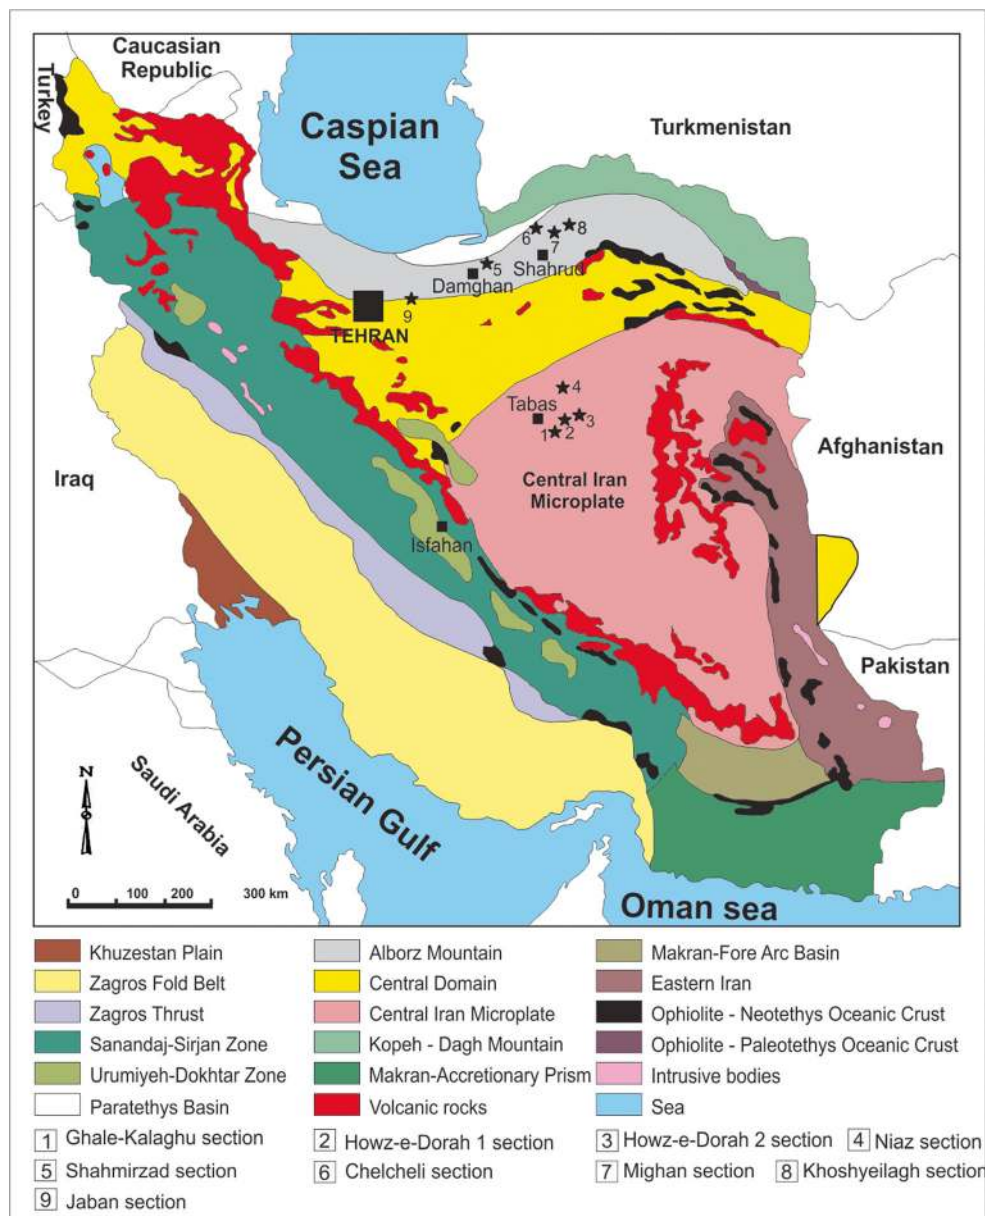 Caucasian
Republic
Turkey
Caspian
Sea
Turkmenistan
6
7
8
Shahrud
5
Damghan
9
TEHRAN
4
Tabas
3
1
2
Afghanistan
Iraq
Central Iran
Microplate
Isfahan
Pakistan
Persian Gulf
Saudi Arabia
N
0 100 200 300 km
Oman sea
Khuzestan Plain
Zagros Fold Belt
Zagros Thrust
Sanandaj-Sirjan Zone
Urumiyeh-Dokhtar Zone
Paratethys Basin
Alborz Mountain
Central Domain
Central Iran Microplate
Kopeh - Dagh Mountain
Makran-Accretionary Prism
Volcanic rocks
Makran-Fore Arc Basin
Eastern Iran
Ophiolite - Neotethys Oceanic Crust
Ophiolite - Paleotethys Oceanic Crust
Intrusive bodies
Sea
1 Ghale-Kalaghu section
2 Howz-e-Dorah 1 section
3 Howz-e-Dorah 2 section
4 Niaz section
5 Shahmirzad section
6 Chelcheli section
7 Mighan section
8 Khoshyeilagh section
9 Jaban section